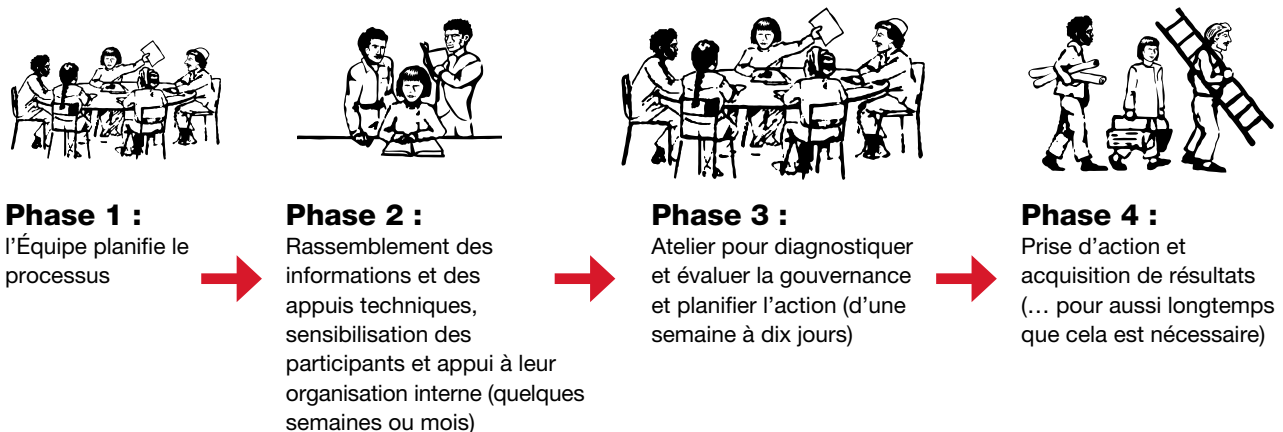 Phase 1 :
l’Équipe planifie le
processus
Phase 2 :
Rassemblement des
informations et des
appuis techniques,
sensibilisation des
participants et appui à leur
organisation interne (quelques
semaines ou mois)
Phase 3 :
Atelier pour diagnostiquer
et évaluer la gouvernance
et planifier l’action (d’une
semaine à dix jours)
Phase 4 :
Prise d’action et
acquisition de résultats
(… pour aussi longtemps
que cela est nécessaire)